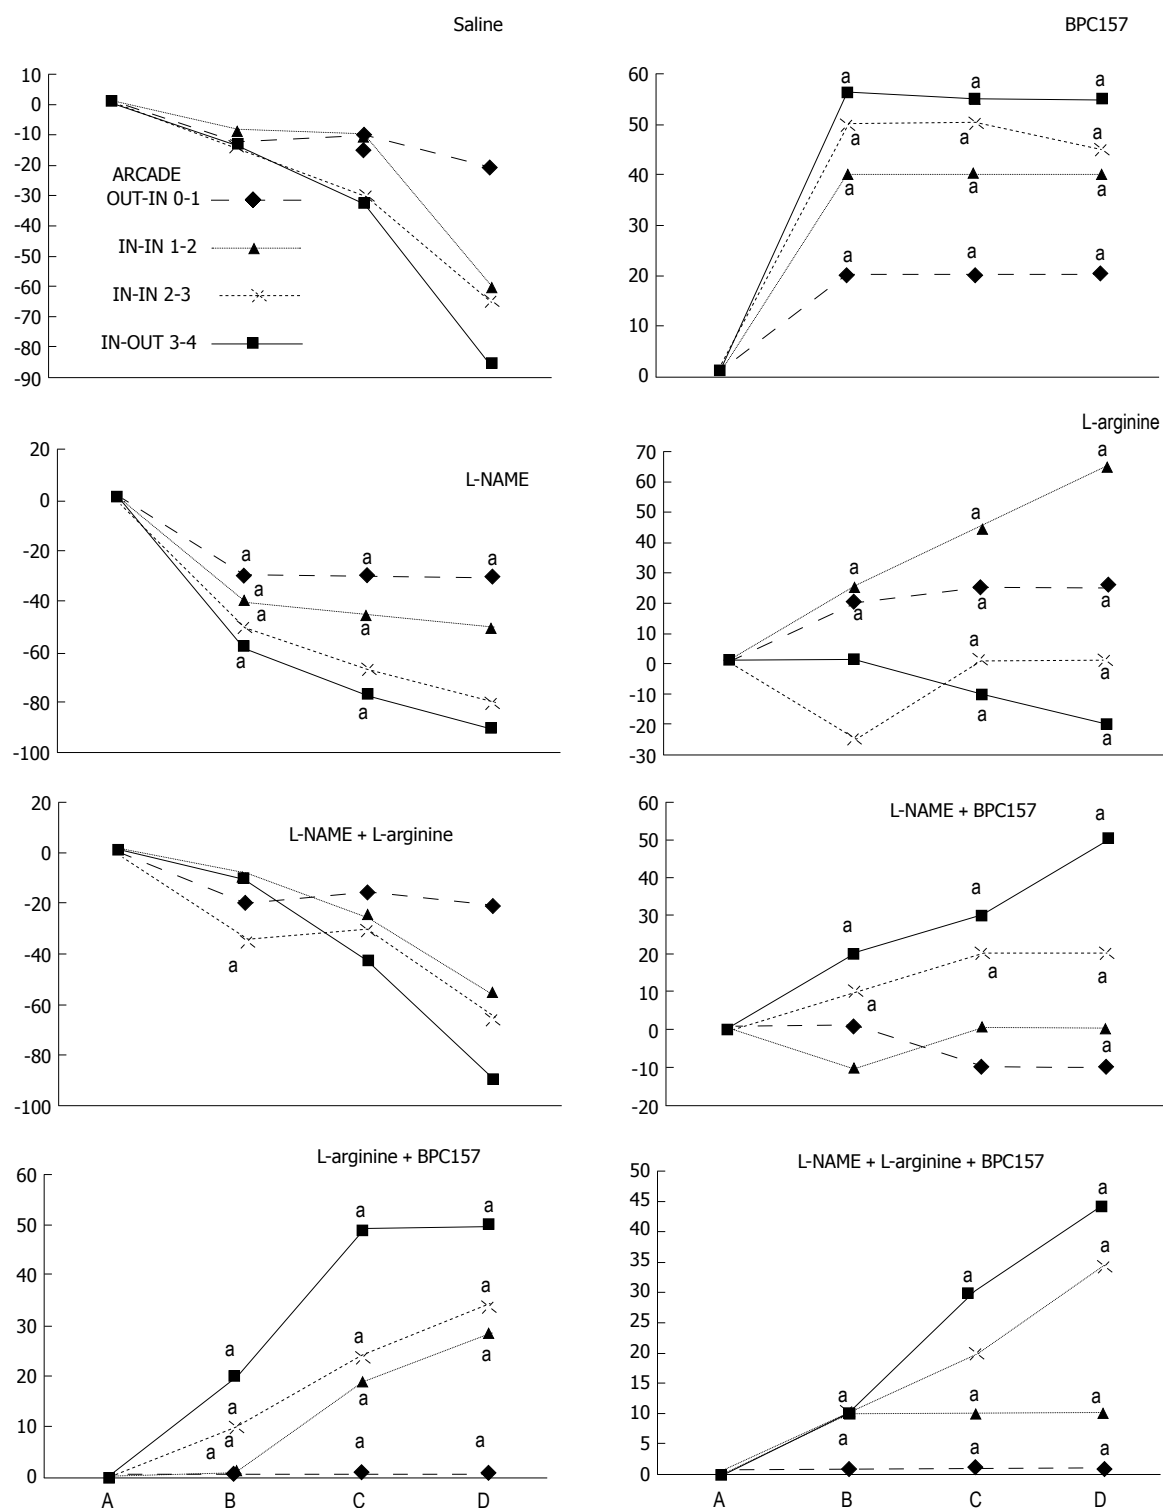 Saline
10
0
-10
-20
-30
-40
-50
-60
-70
-80
-90
ARCADE
OUT-IN 0-1
IN-IN 1-2
IN-IN 2-3
IN-OUT 3-4
BPC157
60
50
40
30
20
10
0
a a a
a a a
a a a
a a a
L-NAME
20
0
-20
-40
-60
-80
-100
a a a
a
a a
a a
L-arginine
70
60
50
40
30
20
10
0
-10
-20
-30
a
a
a
a a a
a a
a a
L-NAME + L-arginine
20
0
-20
-40
-60
-80
-100
a
L-NAME + BPC157
60
50
40
30
20
10
0
-10
-20
a
a
a
a a a
a
L-arginine + BPC157
60
50
40
30
20
10
0
a a
a a
a a
a a
a a a a
A B C D
L-NAME + L-arginine + BPC157
50
45
40
35
30
25
20
15
10
5
0
a
a
a
a a a
a a a
A B C D